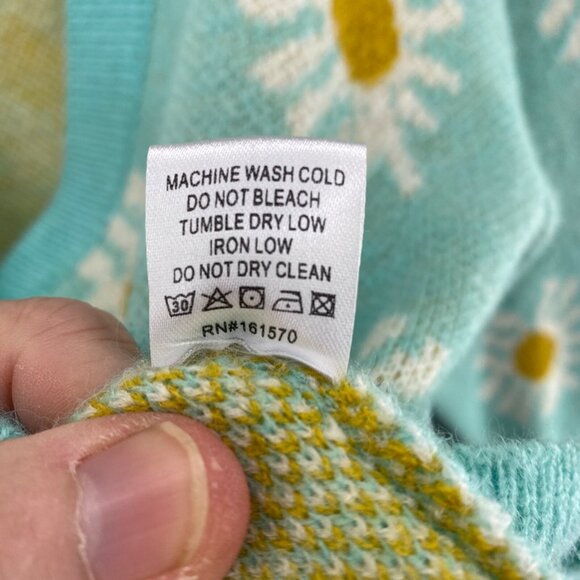 MACHINE WASH COLD
DO NOT BLEACH
TUMBLE DRY LOW
IRON LOW
DO NOT DRY CLEAN
30
RN#161570